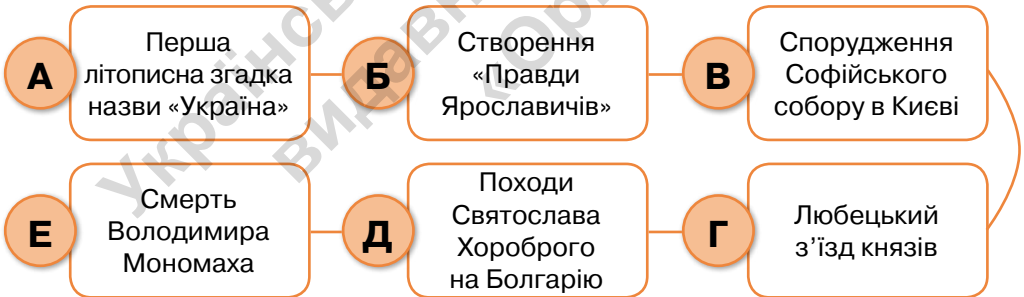 А
Перша
літописна згадка
назви «Україна»
Б
Створення
«Правди
Ярославичів»
В
Спорудження
Софійського
собору в Києві
Е
Смерть
Володимира
Мономаха
Д
Походи
Святослава
Хороброго
на Болгарію
Г
Любецький
з’їзд князів